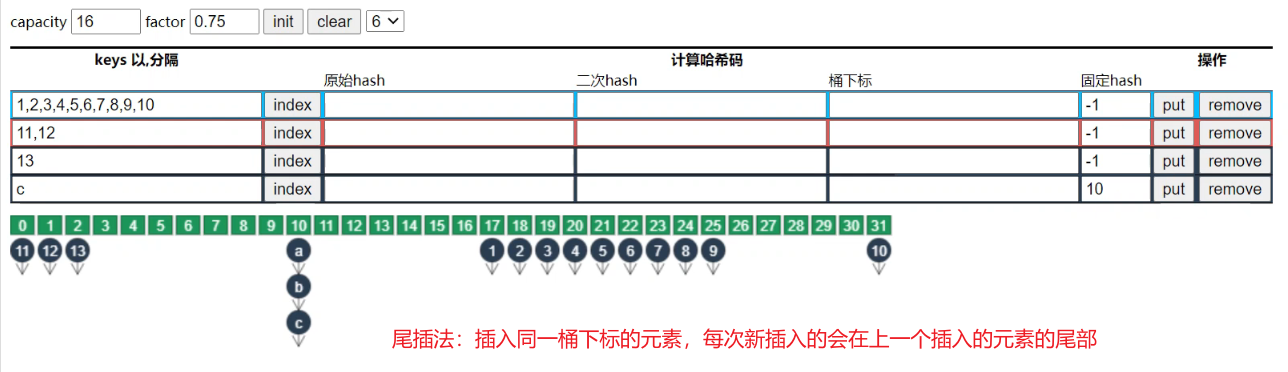 capacity 16 factor 0.75 init clear 6
keys 以,分隔 计算哈希码 操作
原始hash 二次hash 桶下标 固定hash
1,2,3,4,5,6,7,8,9,10 index -1 put remove
11,12 index -1 put remove
13 index -1 put remove
c index 10 put remove
0 1 2 3 4 5 6 7 8 9 10 11 12 13 14 15 16 17 18 19 20 21 22 23 24 25 26 27 28 29 30 31
11 12 13 a 1 2 3 4 5 6 7 8 9 10
b
c
尾插法：插入同一桶下标的元素，每次新插入的会在上一个插入的元素的尾部